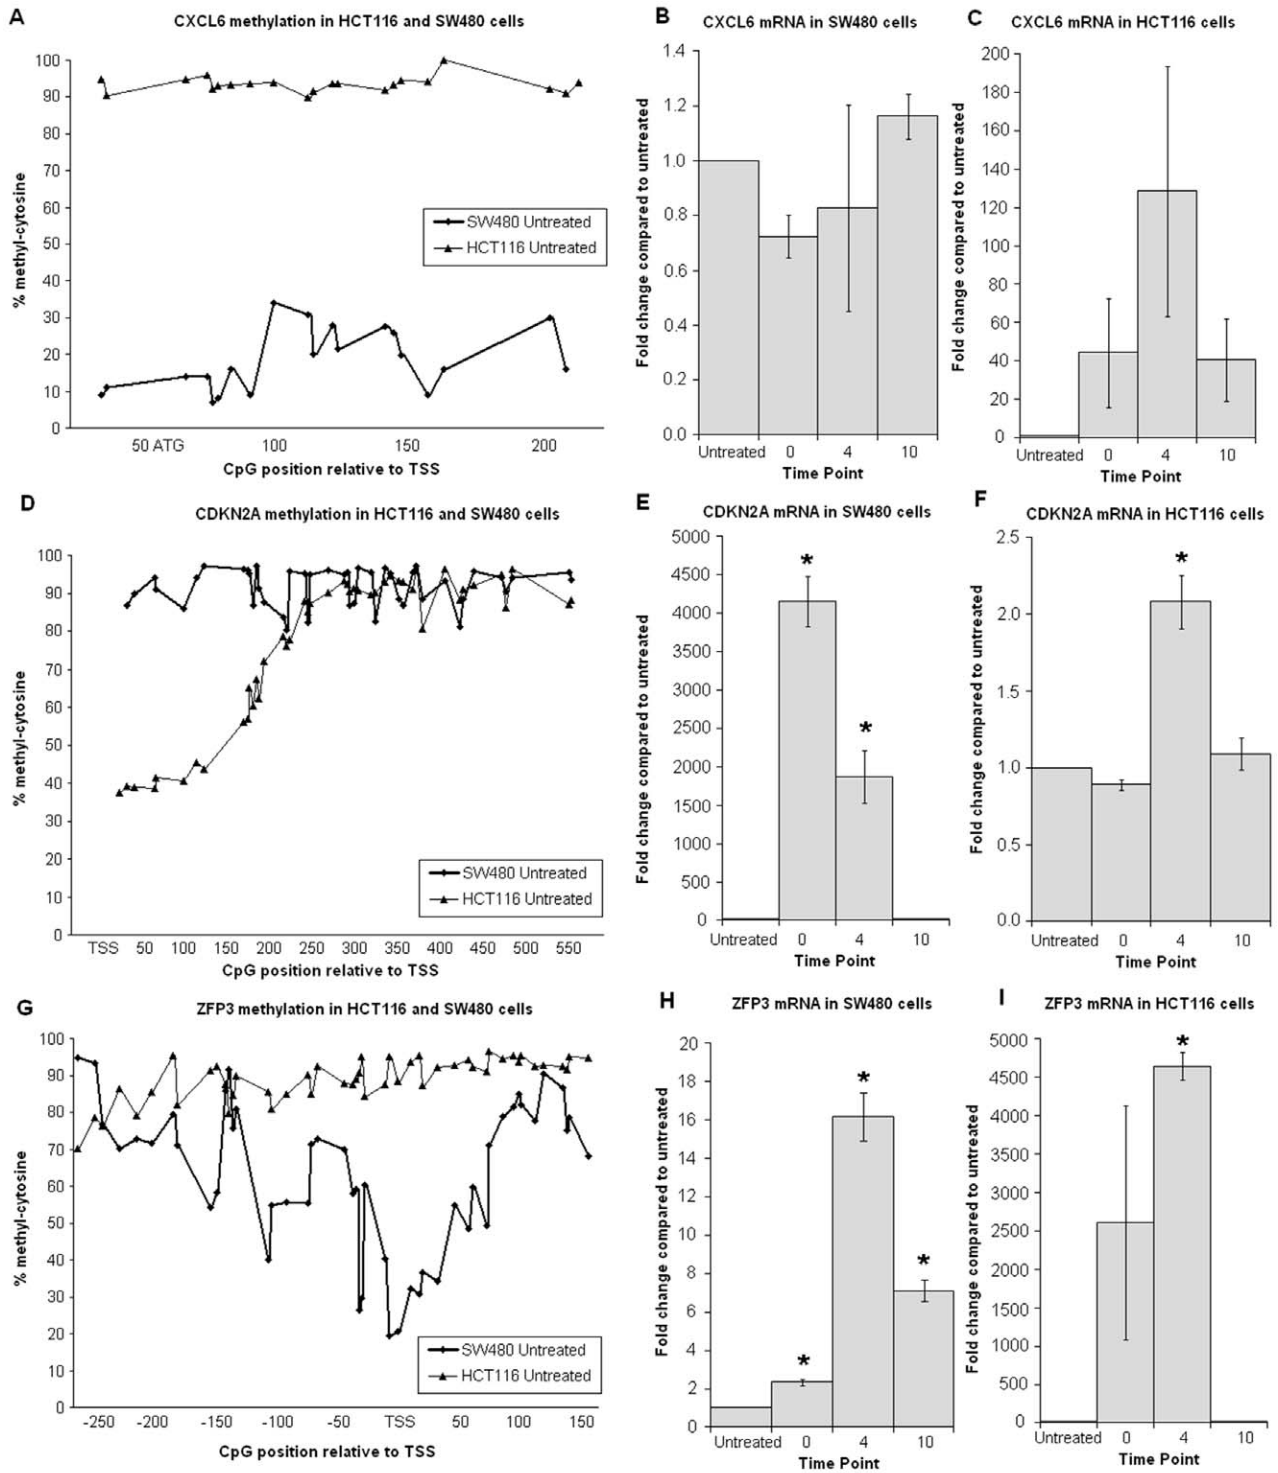 A
CXCL6 methylation in HCT116 and SW480 cells
% methyl-cytosine
100
90
80
70
60
50
40
30
20
10
0
SW480 Untreated
HCT116 Untreated
50 ATG 100 150 200
CpG position relative to TSS
B
CXCL6 mRNA in SW480 cells
Fold change compared to untreated
1.4
1.2
1.0
0.8
0.6
0.4
0.2
0.0
Untreated 0 4 10
Time Point
C
CXCL6 mRNA in HCT116 cells
Fold change compared to untreated
200
180
160
140
120
100
80
60
40
20
0
Untreated 0 4 10
Time Point
D
CDKN2A methylation in HCT116 and SW480 cells
% methyl-cytosine
100
90
80
70
60
50
40
30
20
10
0
SW480 Untreated
HCT116 Untreated
TSS 50 100 150 200 250 300 350 400 450 500 550
CpG position relative to TSS
E
CDKN2A mRNA in SW480 cells
Fold change compared to untreated
5000
4500
4000
3500
3000
2500
2000
1500
1000
500
0
*
*
Untreated 0 4 10
Time Point
F
CDKN2A mRNA in HCT116 cells
Fold change compared to untreated
2.5
2.0
1.5
1.0
0.5
0.0
*
Untreated 0 4 10
Time Point
G
ZFP3 methylation in HCT116 and SW480 cells
% methyl-cytosine
100
90
80
70
60
50
40
30
20
10
0
SW480 Untreated
HCT116 Untreated
-250 -200 -150 -100 -50 TSS 50 100 150
CpG position relative to TSS
H
ZFP3 mRNA in SW480 cells
Fold change compared to untreated
20
18
16
14
12
10
8
6
4
2
0
*
*
*
Untreated 0 4 10
Time Point
I
ZFP3 mRNA in HCT116 cells
Fold change compared to untreated
5000
4500
4000
3500
3000
2500
2000
1500
1000
500
0
*
Untreated 0 4 10
Time Point